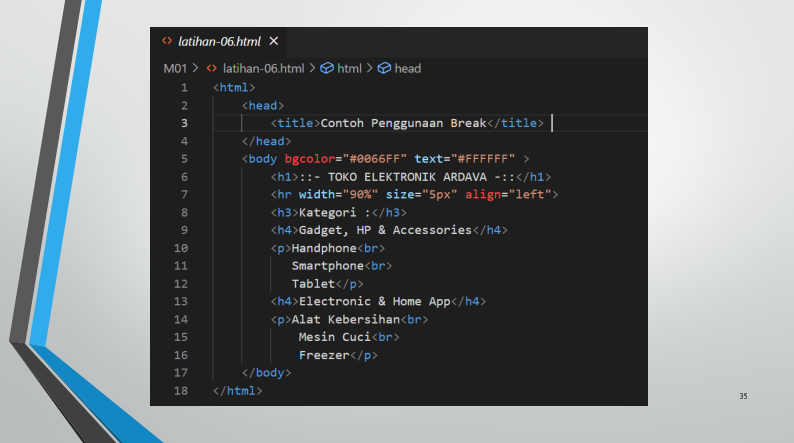 latihan-06.html ×
M01 > latihan-06.html > html > head
1 <html>
2 <head>
3 <title>Contoh Penggunaan Break</title>
4 </head>
5 <body bgcolor="#0066FF" text="#FFFFFF" >
6 <h1>::- TOKO ELEKTRONIK ARDAVA -::</h1>
7 <hr width="90%" size="5px" align="left">
8 <h3>Kategori :</h3>
9 <h4>Gadget, HP & Accessories</h4>
10 <p>Handphone<br>
11 Smartphone<br>
12 Tablet</p>
13 <h4>Electronic & Home App</h4>
14 <p>Alat Kebersihan<br>
15 Mesin Cuci<br>
16 Freezer</p>
17 </body>
18 </html>
35